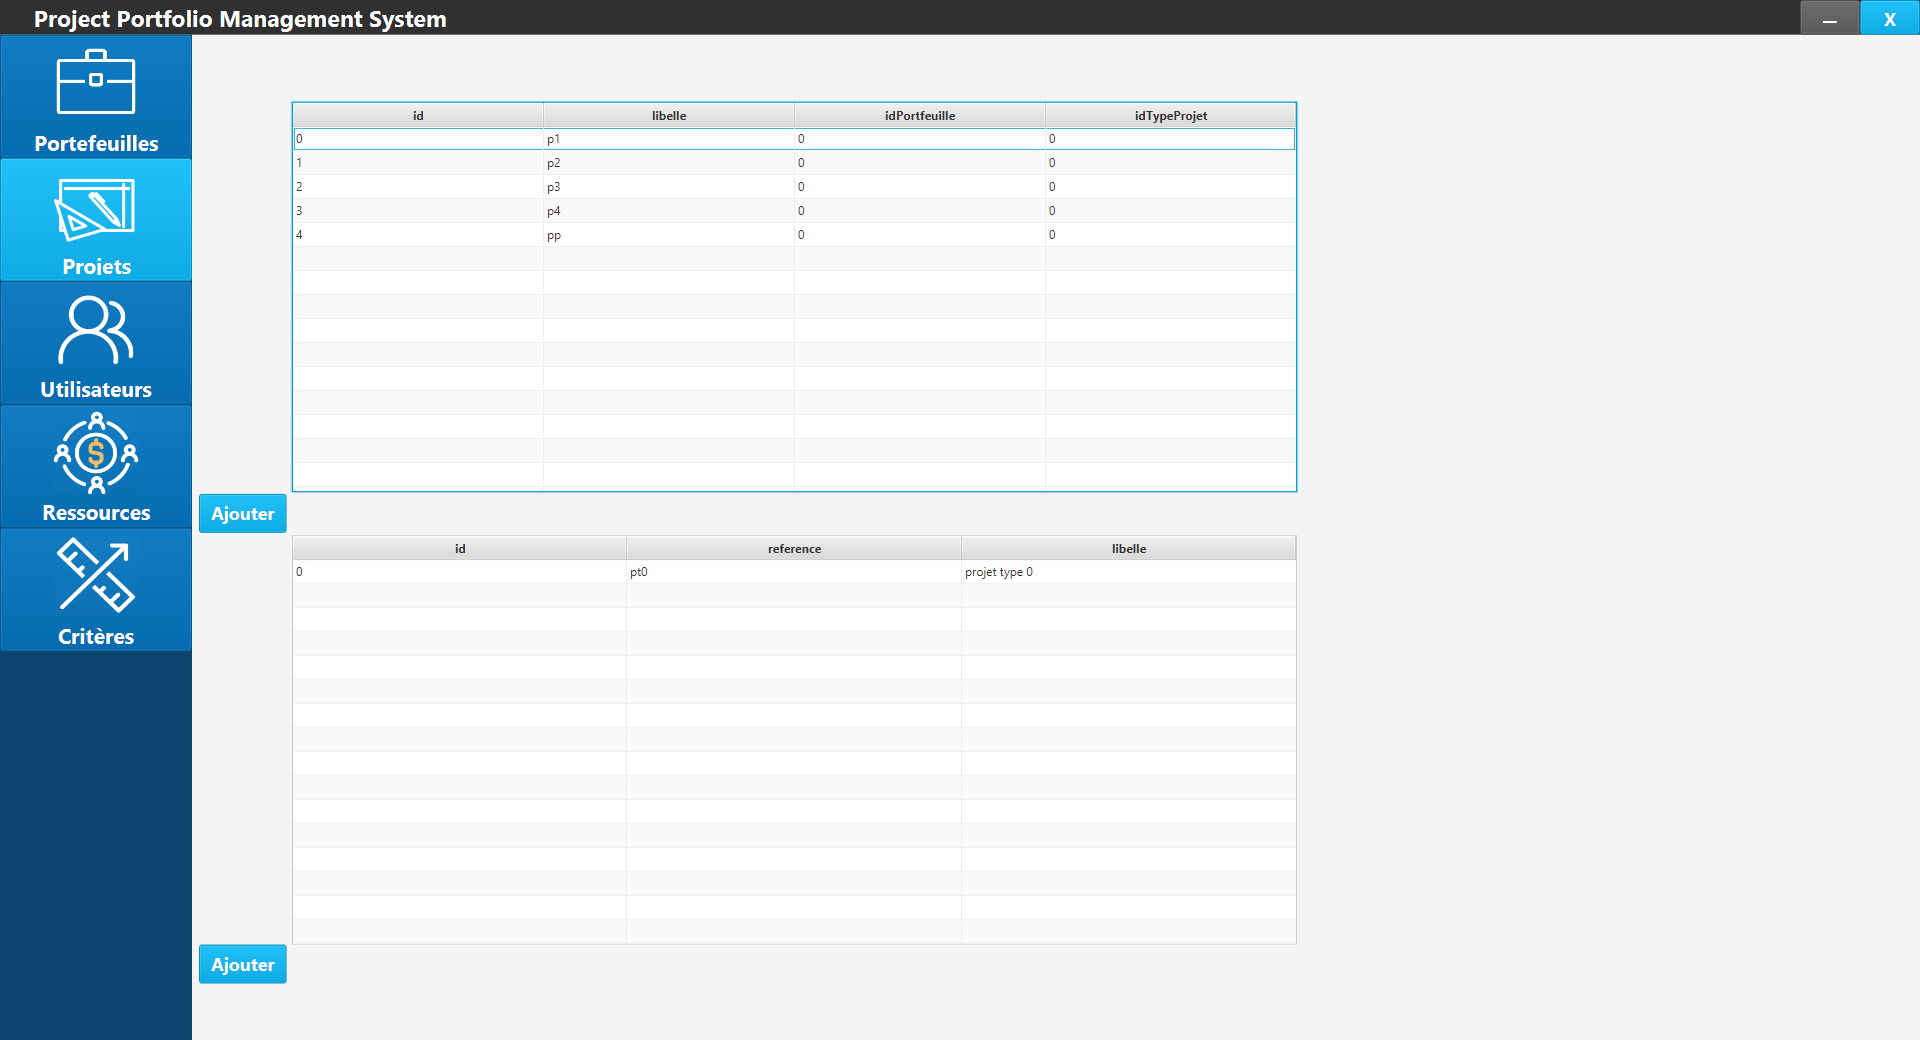 Project Portfolio Management System
X
Portefeuilles
Projets
Utilisateurs
$
Ressources
Critères
id libelle idPortfeuille idTypeProjet
0 p1 0 0
1 p2 0 0
2 p3 0 0
3 p4 0 0
4 pp 0 0
Ajouter
id reference libelle
0 pt0 projet type 0
Ajouter